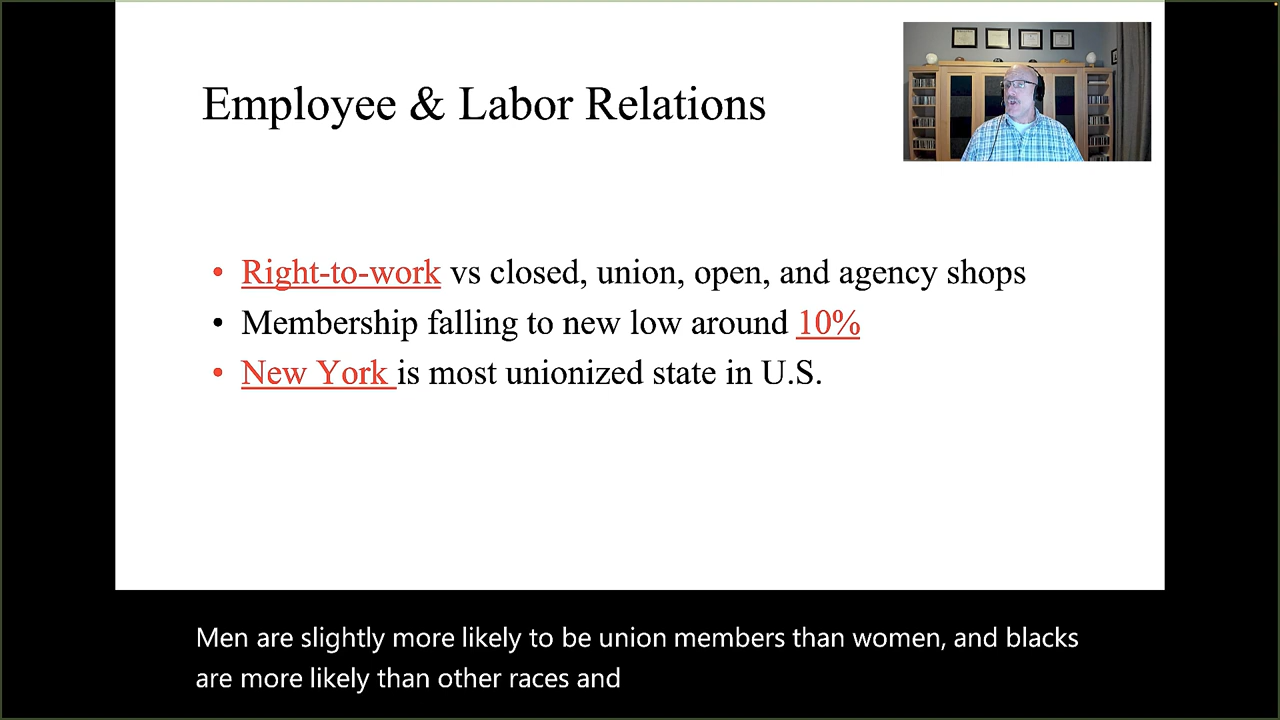 Employee & Labor Relations
• Right-to-work vs closed, union, open, and agency shops
• Membership falling to new low around 10%
• New York is most unionized state in U.S.
Men are slightly more likely to be union members than women, and blacks
are more likely than other races and